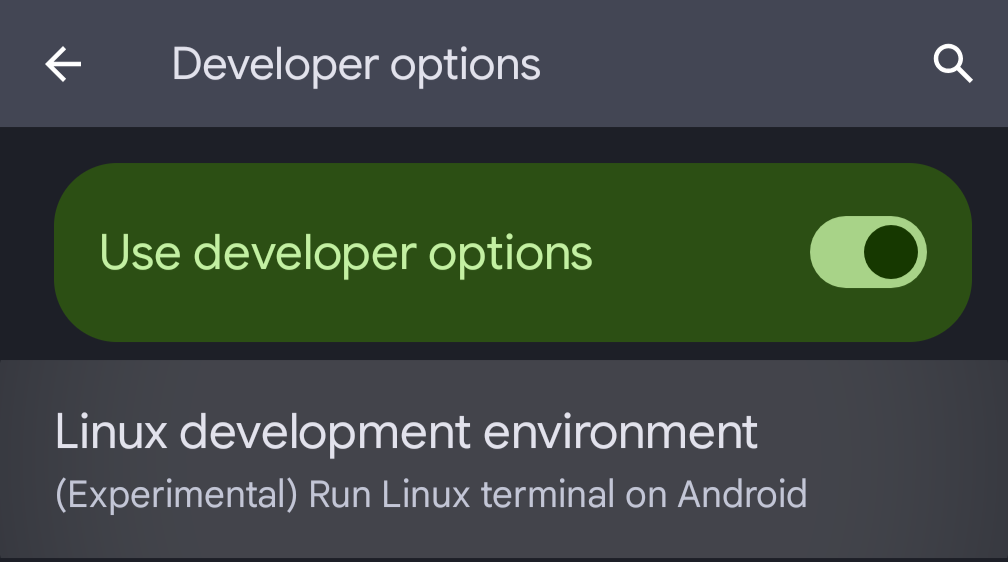 Developer options
Use developer options
Linux development environment
(Experimental) Run Linux terminal on Android